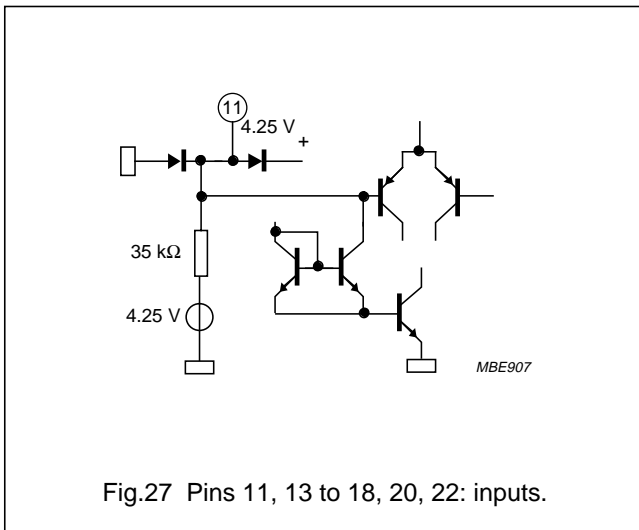 11
4.25 V
+
35 kΩ
4.25 V
MBE907
Fig.27 Pins 11, 13 to 18, 20, 22: inputs.